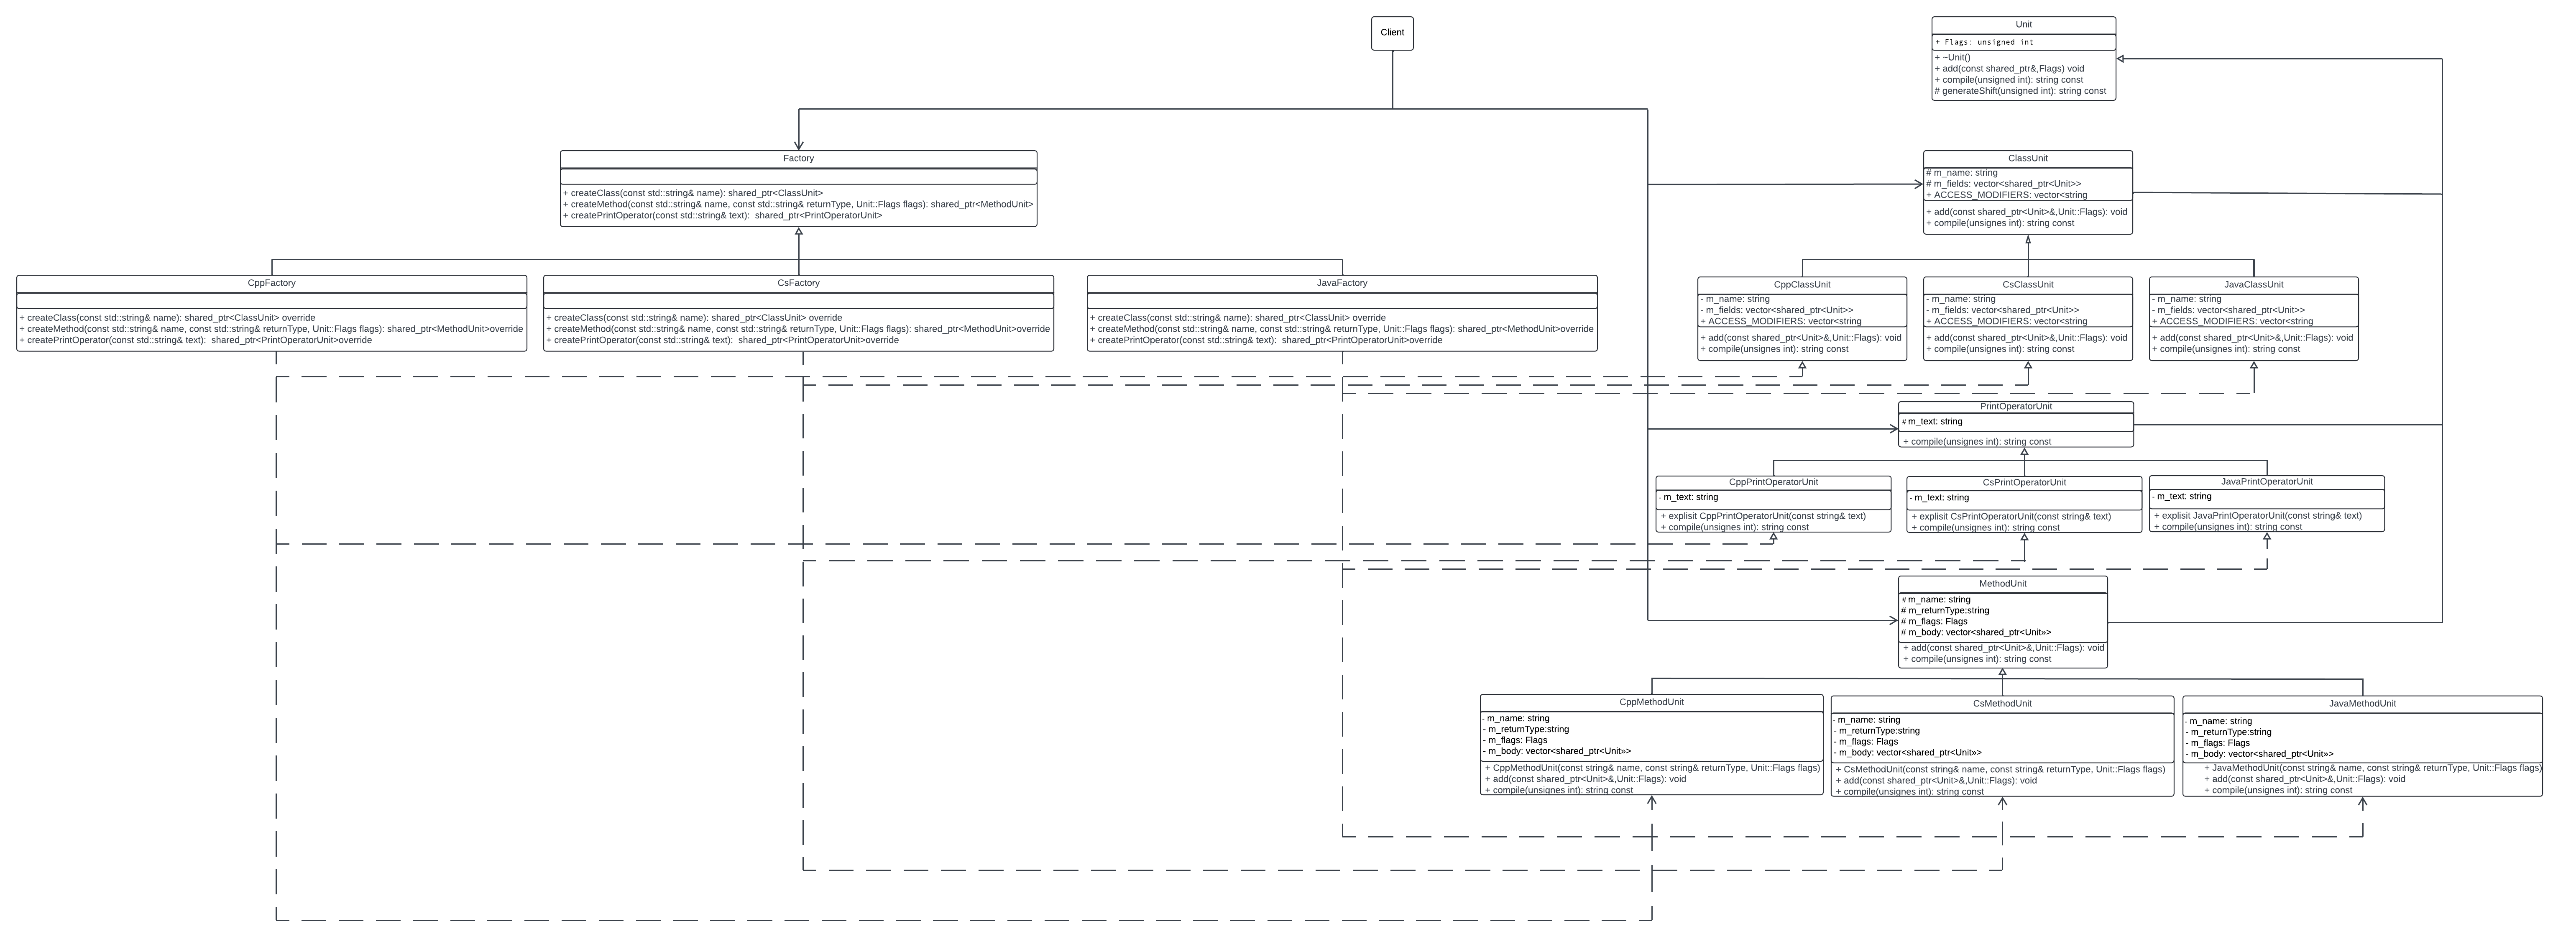 Client
Unit
+ Flags: unsigned int
+ ~Unit()
+ add(const shared_ptr&,Flags) void
+ compile(unsigned int): string const
# generateShift(unsigned int): string const
Factory
+ createClass(const std::string& name): shared_ptr<ClassUnit>
+ createMethod(const std::string& name, const std::string& returnType, Unit::Flags flags): shared_ptr<MethodUnit>
+ createPrintOperator(const std::string& text): shared_ptr<PrintOperatorUnit>
ClassUnit
# m_name: string
# m_fields: vector<shared_ptr<Unit>>
+ ACCESS_MODIFIERS: vector<string
+ add(const shared_ptr<Unit>&,Unit::Flags): void
+ compile(unsignes int): string const
CppFactory
+ createClass(const std::string& name): shared_ptr<ClassUnit> override
+ createMethod(const std::string& name, const std::string& returnType, Unit::Flags flags): shared_ptr<MethodUnit>override
+ createPrintOperator(const std::string& text): shared_ptr<PrintOperatorUnit>override
CsFactory
+ createClass(const std::string& name): shared_ptr<ClassUnit> override
+ createMethod(const std::string& name, const std::string& returnType, Unit::Flags flags): shared_ptr<MethodUnit>override
+ createPrintOperator(const std::string& text): shared_ptr<PrintOperatorUnit>override
JavaFactory
+ createClass(const std::string& name): shared_ptr<ClassUnit> override
+ createMethod(const std::string& name, const std::string& returnType, Unit::Flags flags): shared_ptr<MethodUnit>override
+ createPrintOperator(const std::string& text): shared_ptr<PrintOperatorUnit>override
CppClassUnit
- m_name: string
- m_fields: vector<shared_ptr<Unit>>
+ ACCESS_MODIFIERS: vector<string
+ add(const shared_ptr<Unit>&,Unit::Flags): void
+ compile(unsignes int): string const
CsClassUnit
- m_name: string
- m_fields: vector<shared_ptr<Unit>>
+ ACCESS_MODIFIERS: vector<string
+ add(const shared_ptr<Unit>&,Unit::Flags): void
+ compile(unsignes int): string const
JavaClassUnit
- m_name: string
- m_fields: vector<shared_ptr<Unit>>
+ ACCESS_MODIFIERS: vector<string
+ add(const shared_ptr<Unit>&,Unit::Flags): void
+ compile(unsignes int): string const
PrintOperatorUnit
# m_text: string
+ compile(unsignes int): string const
CppPrintOperatorUnit
- m_text: string
+ explisit CppPrintOperatorUnit(const string& text)
+ compile(unsignes int): string const
CsPrintOperatorUnit
- m_text: string
+ explisit CsPrintOperatorUnit(const string& text)
+ compile(unsignes int): string const
JavaPrintOperatorUnit
- m_text: string
+ explisit JavaPrintOperatorUnit(const string& text)
+ compile(unsignes int): string const
MethodUnit
# m_name: string
# m_returnType:string
# m_flags: Flags
# m_body: vector<shared_ptr<Unit»>
+ add(const shared_ptr<Unit>&,Unit::Flags): void
+ compile(unsignes int): string const
CppMethodUnit
- m_name: string
- m_returnType:string
- m_flags: Flags
- m_body: vector<shared_ptr<Unit»>
+ CppMethodUnit(const string& name, const string& returnType, Unit::Flags flags)
+ add(const shared_ptr<Unit>&,Unit::Flags): void
+ compile(unsignes int): string const
CsMethodUnit
- m_name: string
- m_returnType:string
- m_flags: Flags
- m_body: vector<shared_ptr<Unit»>
+ CsMethodUnit(const string& name, const string& returnType, Unit::Flags flags)
+ add(const shared_ptr<Unit>&,Unit::Flags): void
+ compile(unsignes int): string const
JavaMethodUnit
- m_name: string
- m_returnType:string
- m_flags: Flags
- m_body: vector<shared_ptr<Unit»>
+ JavaMethodUnit(const string& name, const string& returnType, Unit::Flags flags)
+ add(const shared_ptr<Unit>&,Unit::Flags): void
+ compile(unsignes int): string const